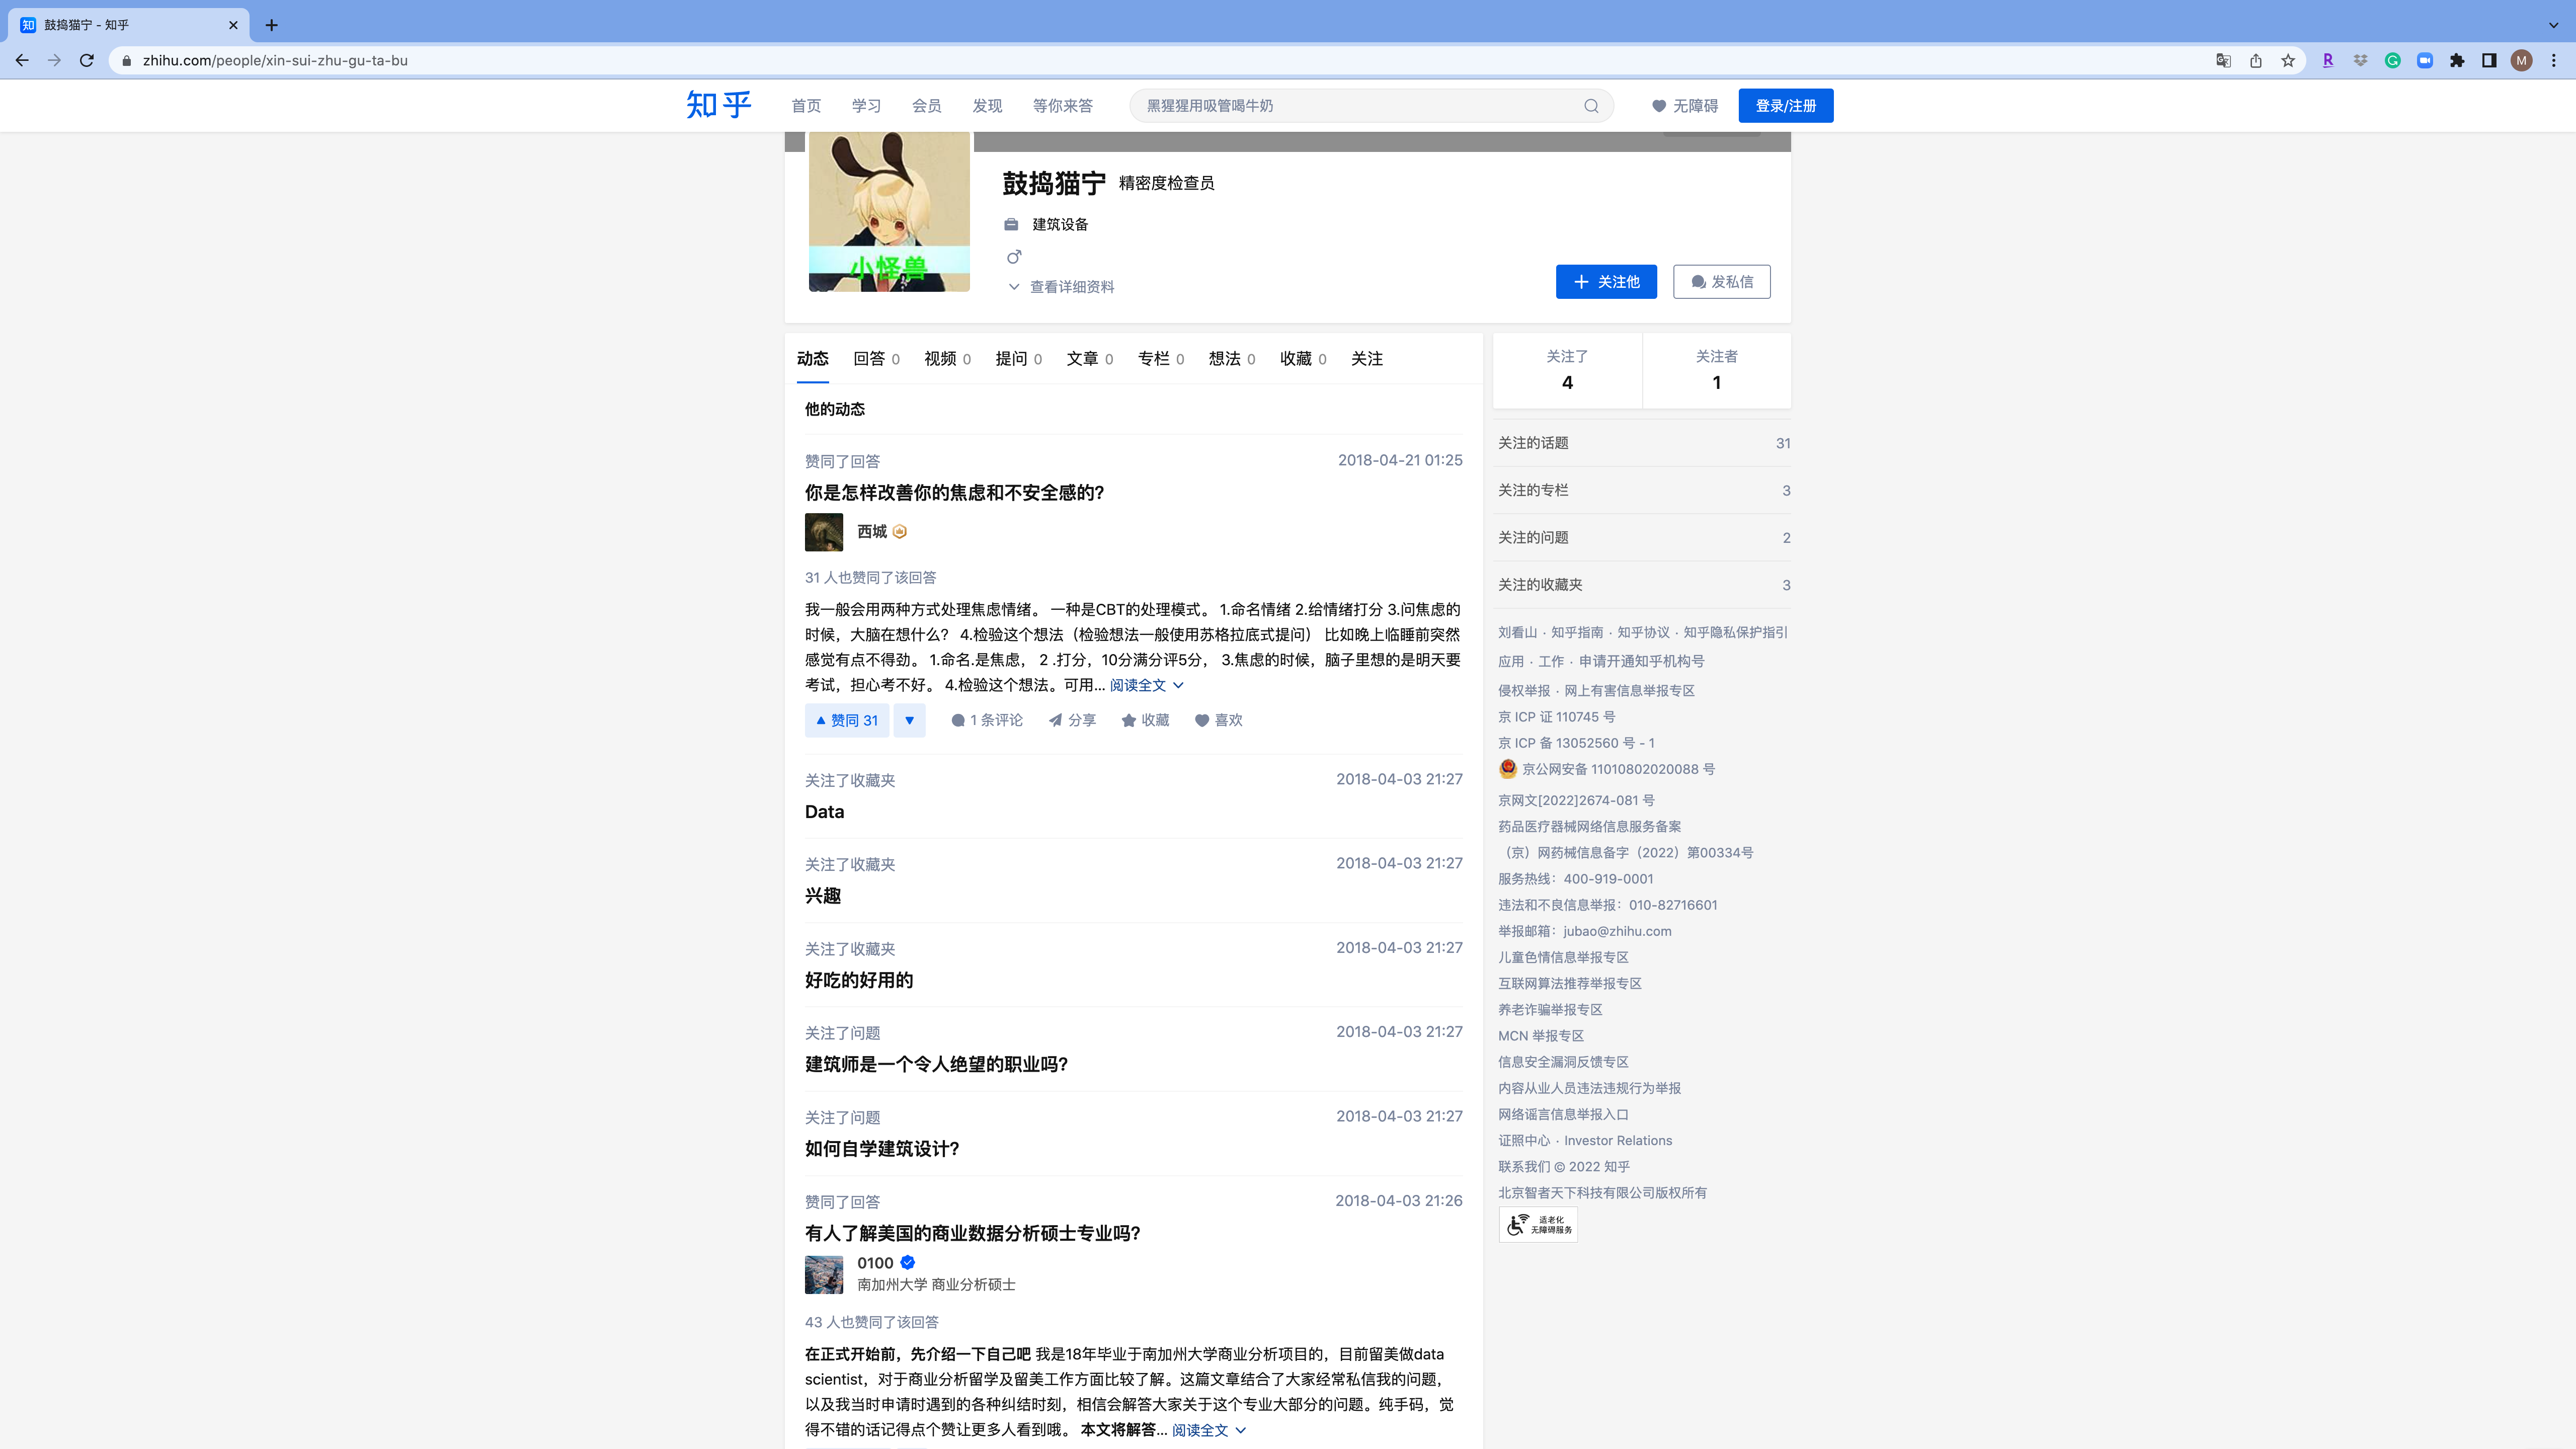 鼓捣猫宁 - 知乎
zhihu.com/people/xin-sui-zhu-gu-ta-bu
M
知乎 首页 学习 会员 发现 等你来答 黑猩猩用吸管喝牛奶 无障碍 登录/注册
小怪兽
鼓捣猫宁 精密度检查员
建筑设备
查看详细资料
关注他 发私信
动态 回答 0 视频 0 提问 0 文章 0 专栏 0 想法 0 收藏 0 关注
他的动态
赞同了回答 2018-04-21 01:25
你是怎样改善你的焦虑和不安全感的?
西城
31 人也赞同了该回答
我一般会用两种方式处理焦虑情绪。 一种是CBT的处理模式。 1.命名情绪 2.给情绪打分 3.问焦虑的
时候，大脑在想什么? 4.检验这个想法（检验想法一般使用苏格拉底式提问） 比如晚上临睡前突然
感觉有点不得劲。 1.命名.是焦虑， 2 .打分，10分满分评5分， 3.焦虑的时候，脑子里想的是明天要
考试，担心考不好。 4.检验这个想法。可用... 阅读全文
赞同 31 1 条评论 分享 收藏 喜欢
关注了收藏夹 2018-04-03 21:27
Data
关注了收藏夹 2018-04-03 21:27
兴趣
关注了收藏夹 2018-04-03 21:27
好吃的好用的
关注了问题 2018-04-03 21:27
建筑师是一个令人绝望的职业吗?
关注了问题 2018-04-03 21:27
如何自学建筑设计?
赞同了回答 2018-04-03 21:26
有人了解美国的商业数据分析硕士专业吗?
0100
南加州大学 商业分析硕士
43 人也赞同了该回答
在正式开始前，先介绍一下自己吧 我是18年毕业于南加州大学商业分析项目的，目前留美做data
scientist，对于商业分析留学及留美工作方面比较了解。这篇文章结合了大家经常私信我的问题，
以及我当时申请时遇到的各种纠结时刻，相信会解答大家关于这个专业大部分的问题。纯手码，觉
得不错的话记得点个赞让更多人看到哦。 本文将解答... 阅读全文
关注了 关注者
4 1
关注的话题 31
关注的专栏 3
关注的问题 2
关注的收藏夹 3
刘看山 · 知乎指南 · 知乎协议 · 知乎隐私保护指引
应用 · 工作 · 申请开通知乎机构号
侵权举报 · 网上有害信息举报专区
京 ICP 证 110745 号
京 ICP 备 13052560 号 - 1
京公网安备 11010802020088 号
京网文[2022]2674-081 号
药品医疗器械网络信息服务备案
（京）网药械信息备字（2022）第00334号
服务热线：400-919-0001
违法和不良信息举报：010-82716601
举报邮箱：jubao@zhihu.com
儿童色情信息举报专区
互联网算法推荐举报专区
养老诈骗举报专区
MCN 举报专区
信息安全漏洞反馈专区
内容从业人员违法违规行为举报
网络谣言信息举报入口
证照中心 · Investor Relations
联系我们 © 2022 知乎
北京智者天下科技有限公司版权所有
适老化
无障碍服务